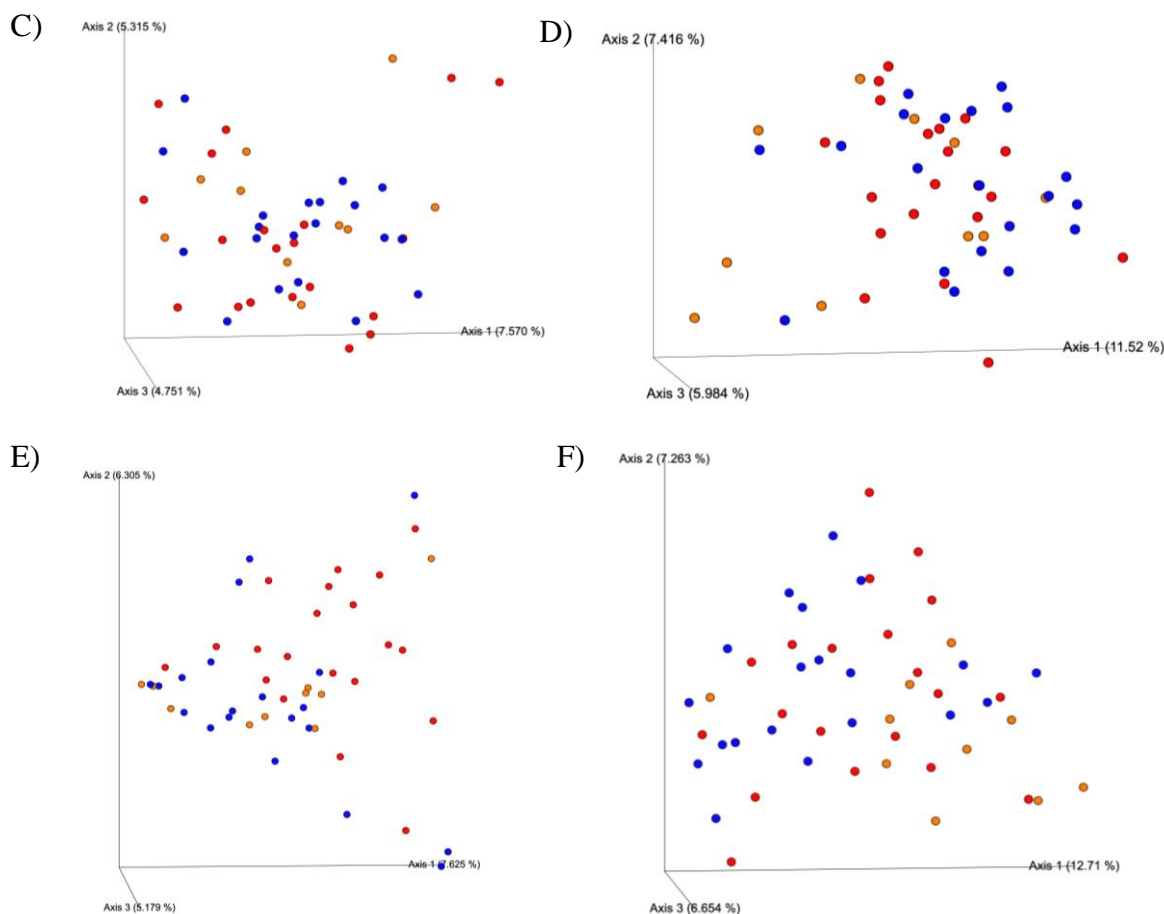 C)
Axis 2 (5.315 %)
Axis 1 (7.570 %)
Axis 3 (4.751 %)
D)
Axis 2 (7.416 %)
Axis 1 (11.52 %)
Axis 3 (5.984 %)
E)
Axis 2 (6.305 %)
Axis 1 (7.625 %)
Axis 3 (5.179 %)
F)
Axis 2 (7.263 %)
Axis 1 (12.71 %)
Axis 3 (6.654 %)